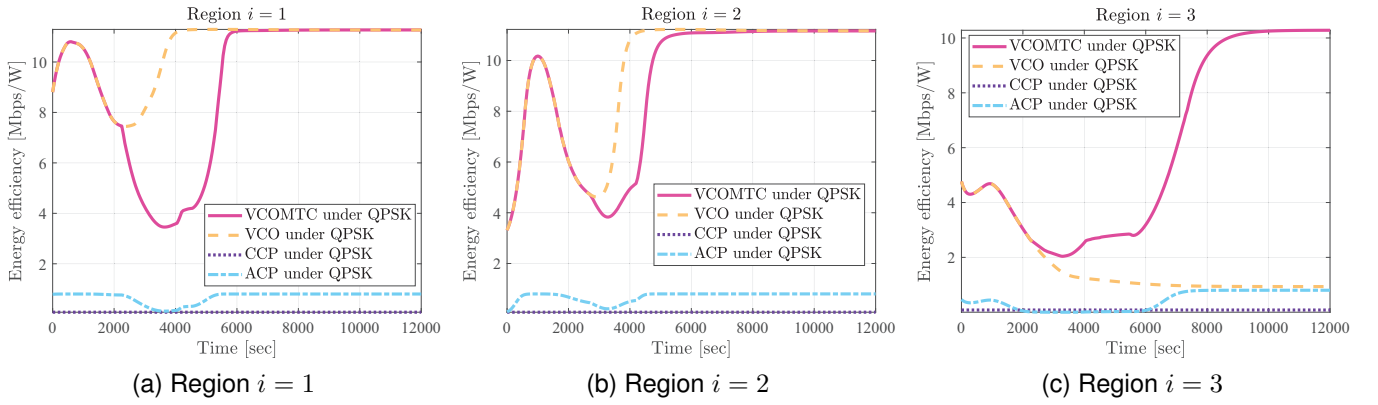 Region i = 1
Energy efficiency [Mbps/W]
10
8
6
4
2
VCOMTC under QPSK
VCO under QPSK
CCP under QPSK
ACP under QPSK
0 2000 4000 6000 8000 10000 12000
Time [sec]
(a) Region i = 1
Region i = 2
Energy efficiency [Mbps/W]
10
8
6
4
2
VCOMTC under QPSK
VCO under QPSK
CCP under QPSK
ACP under QPSK
0 2000 4000 6000 8000 10000 12000
Time [sec]
(b) Region i = 2
Region i = 3
Energy efficiency [Mbps/W]
10
8
6
4
2
VCOMTC under QPSK
VCO under QPSK
CCP under QPSK
ACP under QPSK
0 2000 4000 6000 8000 10000 12000
Time [sec]
(c) Region i = 3